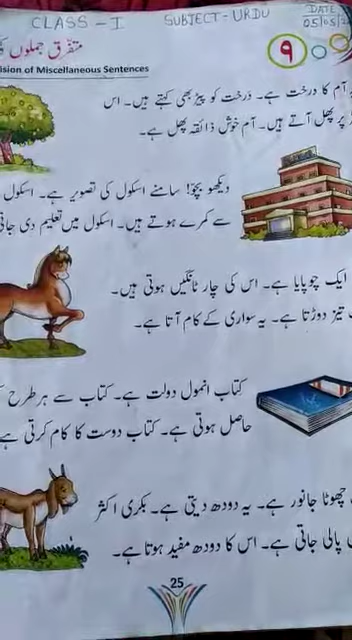 CLASS - I SUBJECT - URDU DATE
متفرق جملوں
۹
ision of Miscellaneous Sentences
آم کا درخت ہے۔ درخت کو پیڑ بھی کہتے ہیں۔ اس
پر پھل آتے ہیں۔ آم خوش ذائقہ پھل ہے۔
دیکھو بچّو! سامنے اسکول کی تصویر ہے۔ اسکول
سے کمرے ہوتے ہیں۔ اسکول میں تعلیم دی جاتی
ایک چوپایا ہے۔ اس کی چار ٹانگیں ہوتی ہیں۔
تیز دوڑتا ہے۔ یہ سواری کے کام آتا ہے۔
کتاب انمول دولت ہے۔ کتاب سے ہر طرح
حاصل ہوتی ہے۔ کتاب دوست کا کام کرتی ہے
چھوٹا جانور ہے۔ یہ دودھ دیتی ہے۔ بکری اکثر
پالی جاتی ہے۔ اس کا دودھ مفید ہوتا ہے۔
25